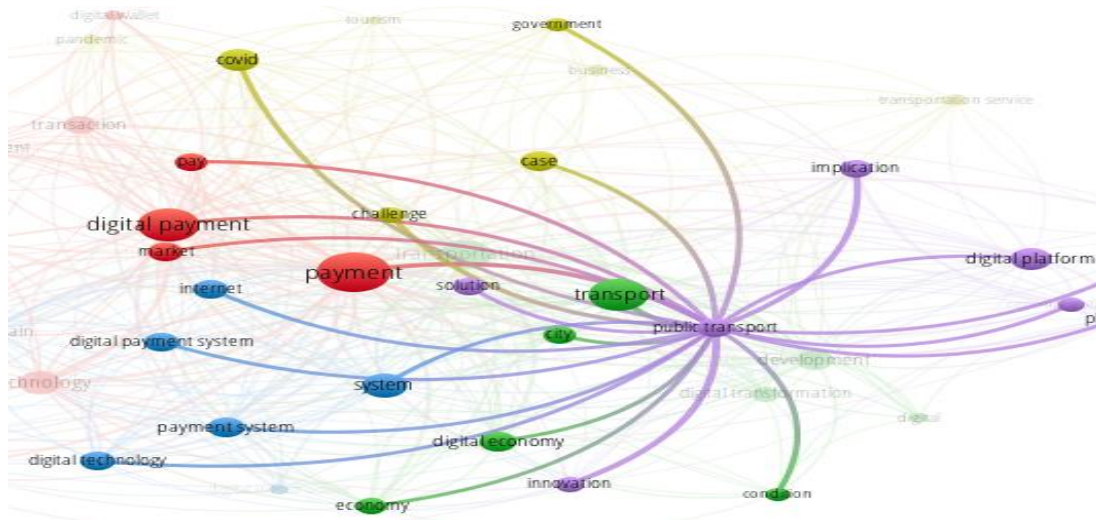 digital wallet
tourism
government
pandemic
covid
business
transportation service
transaction
pay
case
implication
challenge
digital payment
market
transportation
digital platform
payment
internet
solution
transport
public transport
city
digital payment system
development
chnology
system
digital transformation
digital
payment system
digital economy
digital technology
innovation
condaion
economy